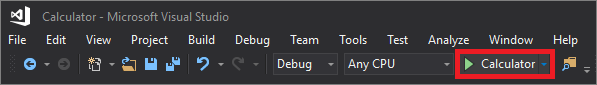 Calculator - Microsoft Visual Studio
File Edit View Project Build Debug Team Tools Test Analyze Window Help
Debug Any CPU Calculator